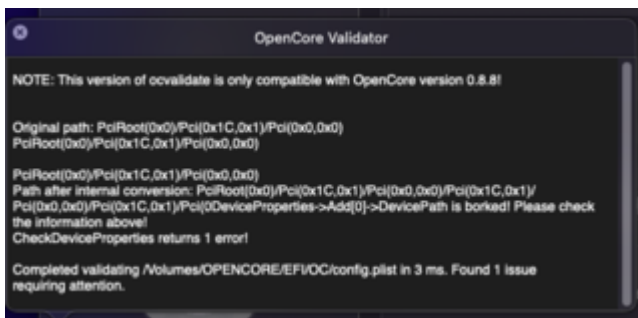 OpenCore Validator
NOTE: This version of ocvalidate is only compatible with OpenCore version 0.8.8!
Original path: PciRoot(0x0)/Pci(0x1C,0x1)/Pci(0x0,0x0)
PciRoot(0x0)/Pci(0x1C,0x1)/Pci(0x0,0x0)
PciRoot(0x0)/Pci(0x1C,0x1)/Pci(0x0,0x0)
Path after internal conversion: PciRoot(0x0)/Pci(0x1C,0x1)/Pci(0x0,0x0)/Pci(0x1C,0x1)/
Pci(0x0,0x0)/Pci(0x1C,0x1)/Pci(0DeviceProperties->Add[0]->DevicePath is borked! Please check
the information above!
CheckDeviceProperties returns 1 error!
Completed validating /Volumes/OPENCORE/EFI/OC/config.plist in 3 ms. Found 1 issue
requiring attention.